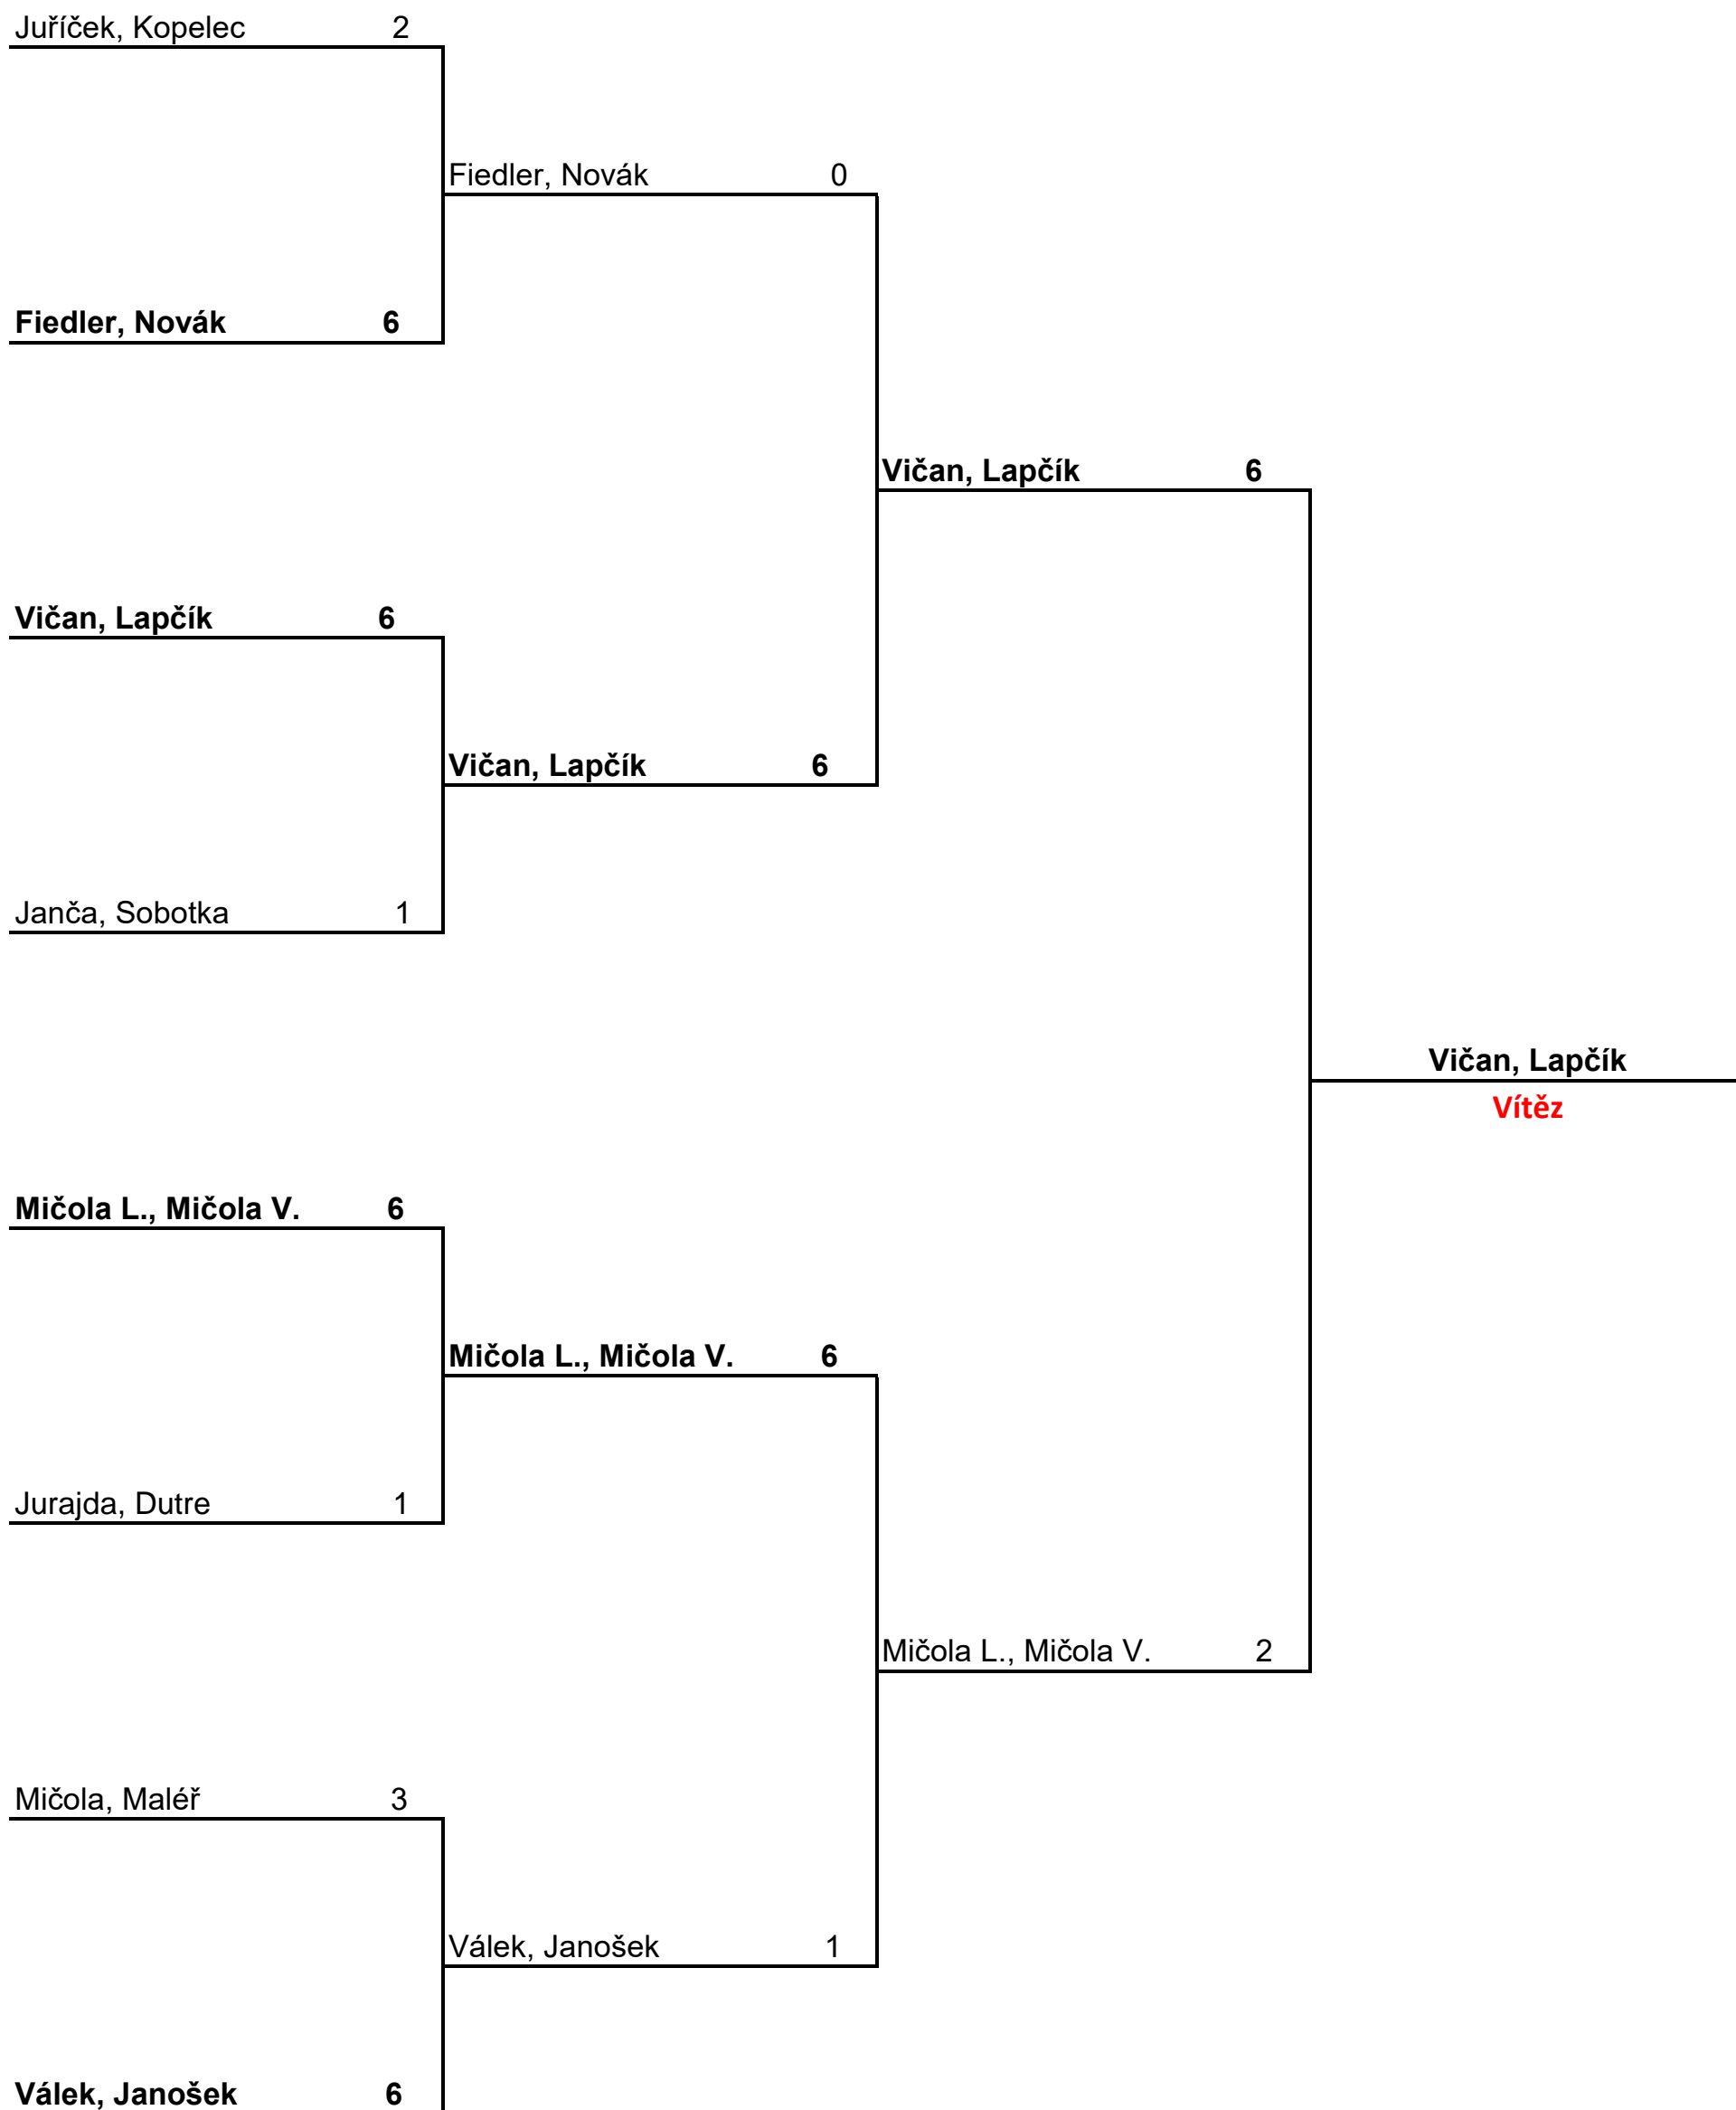 Juříček, Kopelec 2
Fiedler, Novák 0
Fiedler, Novák 6
Vičan, Lapčík 6
Vičan, Lapčík 6
Vičan, Lapčík 6
Janča, Sobotka 1
Vičan, Lapčík
Vítěz
Mičola L., Mičola V. 6
Mičola L., Mičola V. 6
Jurajda, Dutre 1
Mičola L., Mičola V. 2
Mičola, Maléř 3
Válek, Janošek 1
Válek, Janošek 6